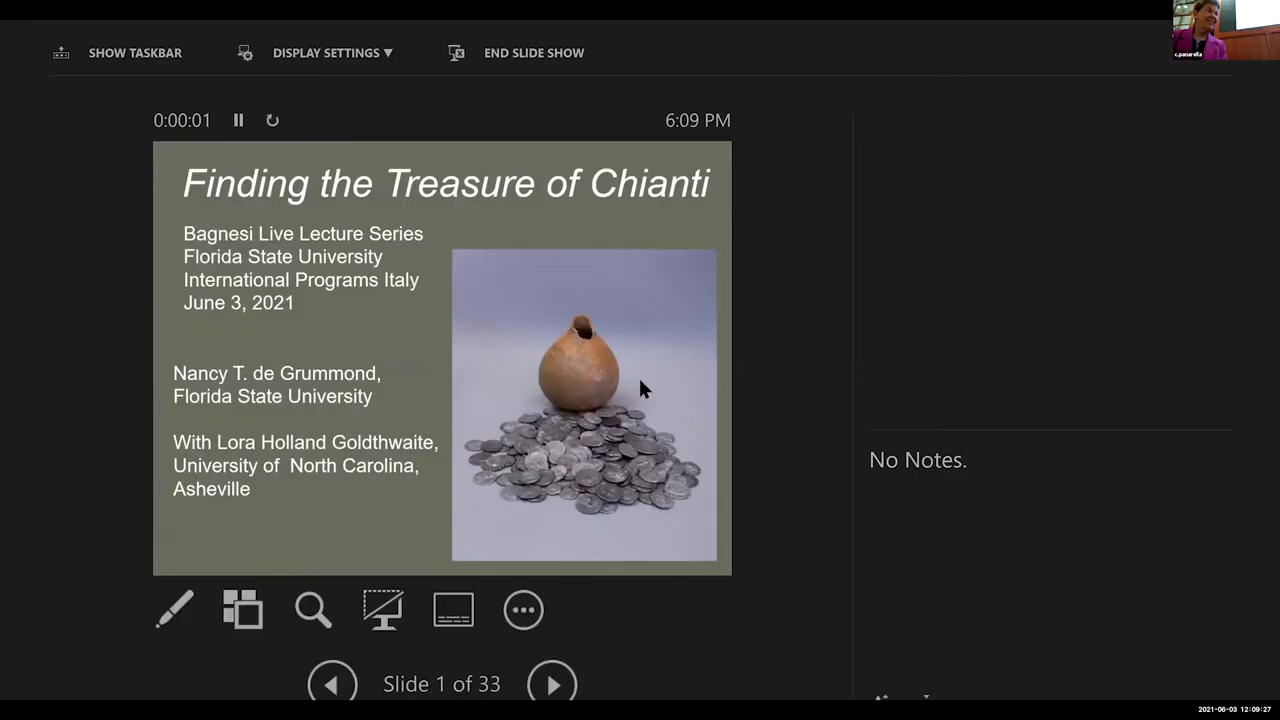 SHOW TASKBAR
DISPLAY SETTINGS ▼
END SLIDE SHOW
c.panarella
0:00:01
6:09 PM
Finding the Treasure of Chianti
Bagnesi Live Lecture Series
Florida State University
International Programs Italy
June 3, 2021
Nancy T. de Grummond,
Florida State University
With Lora Holland Goldthwaite,
University of North Carolina,
Asheville
No Notes.
Slide 1 of 33
2021-06-03 12:09:27